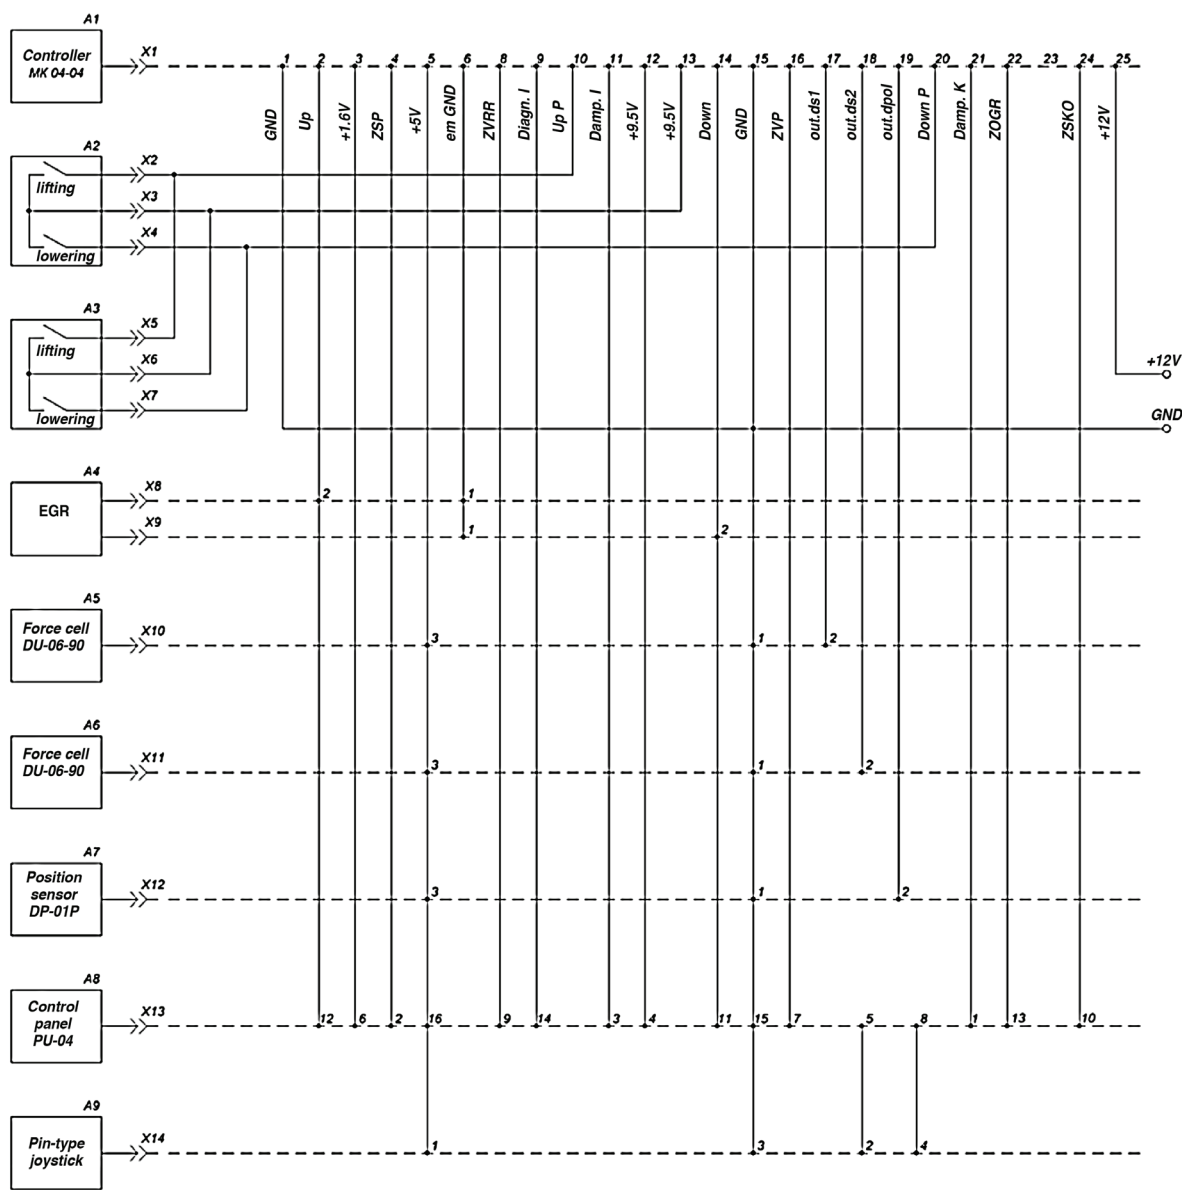 A1
Controller
MK 04-04
X1
1 2 3 4 5 6 8 9 10 11 12 13 14 15 16 17 18 19 20 21 22 23 24 25
GND
Up
+1.6V
ZSP
+5V
em GND
ZVRR
Diagn. I
Up P
Damp. I
+9.5V
+9.5V
Down
GND
ZVP
out.ds1
out.ds2
out.dpol
Down P
Damp. K
ZOGR
ZSKO
+12V
A2
X2
lifting
X3
X4
lowering
A3
X5
lifting
X6
X7
lowering
+12V
GND
A4
EGR
X8
2 1
X9
1 2
A5
Force cell
DU-06-90
X10
3 1 2
A6
Force cell
DU-06-90
X11
3 1 2
A7
Position
sensor
DP-01P
X12
3 1 2
A8
Control
panel
PU-04
X13
12 6 2 16 9 14 3 4 11 15 7 5 8 1 13 10
A9
Pin-type
joystick
X14
1 3 2 4